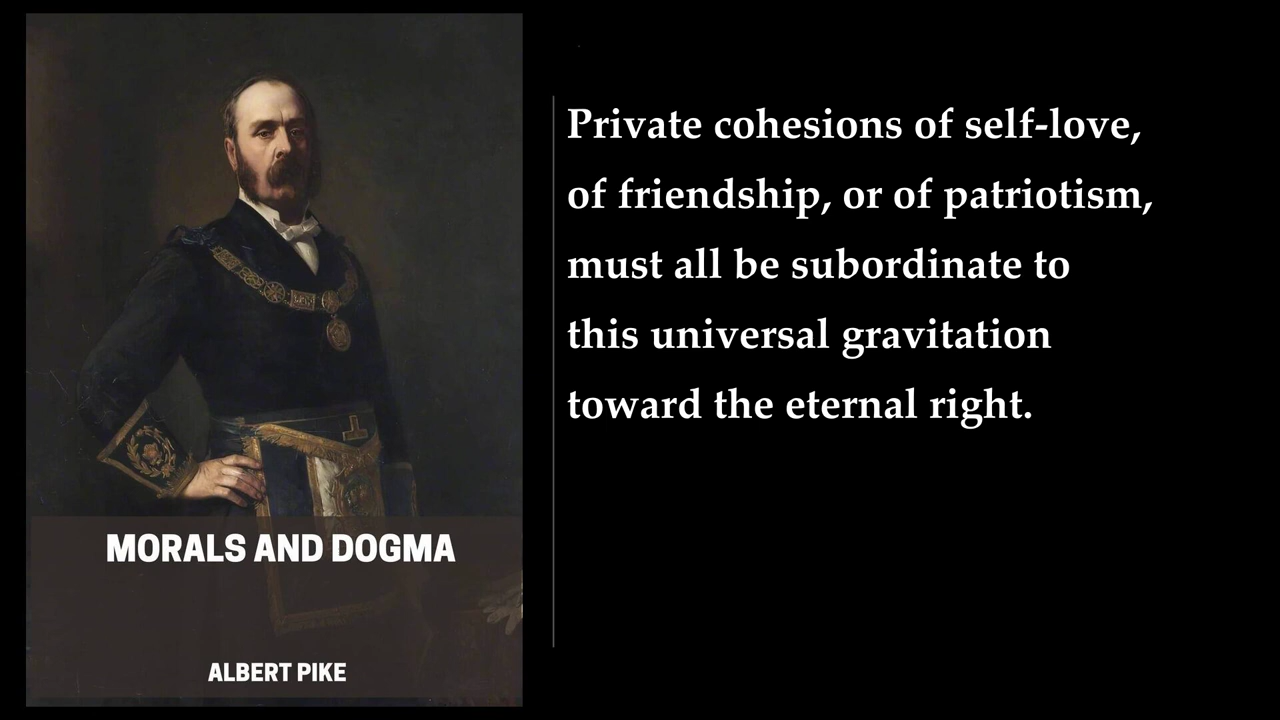 MORALS AND DOGMA
ALBERT PIKE
Private cohesions of self-love,
of friendship, or of patriotism,
must all be subordinate to
this universal gravitation
toward the eternal right.